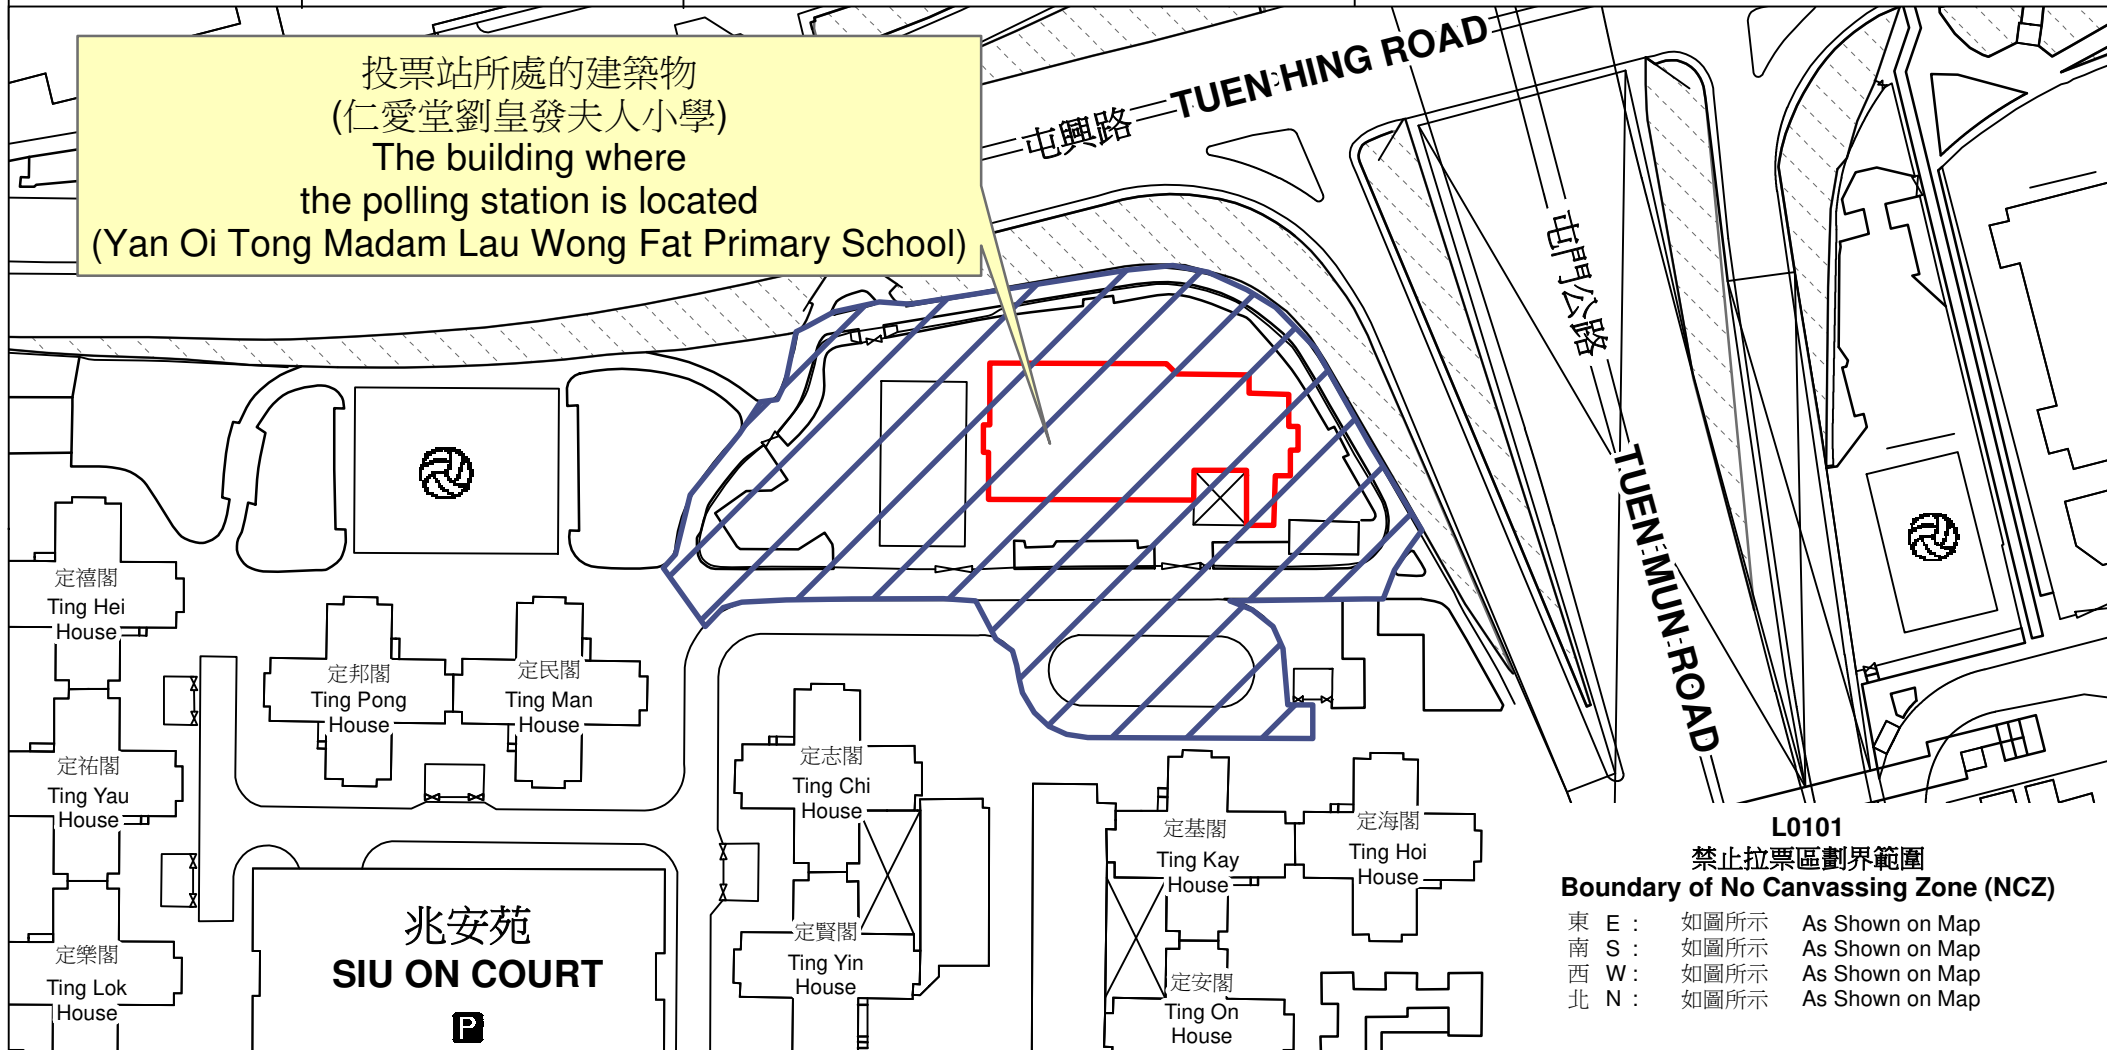 投票站所處的建築物
(仁愛堂劉皇發夫人小學)
The building where
the polling station is located
(Yan Oi Tong Madam Lau Wong Fat Primary School)
屯興路 TUEN HING ROAD
屯門公路
TUEN MUN ROAD
定禧閣
Ting Hei
House
定邦閣
Ting Pong
House
定民閣
Ting Man
House
定祐閣
Ting Yau
House
定志閣
Ting Chi
House
定基閣
Ting Kay
House
定海閣
Ting Hoi
House
定樂閣
Ting Lok
House
兆安苑
SIU ON COURT
P
定賢閣
Ting Yin
House
定安閣
Ting On
House
L0101
禁止拉票區劃界範圍
Boundary of No Canvassing Zone (NCZ)
東 E : 如圖所示 As Shown on Map
南 S : 如圖所示 As Shown on Map
西 W : 如圖所示 As Shown on Map
北 N : 如圖所示 As Shown on Map